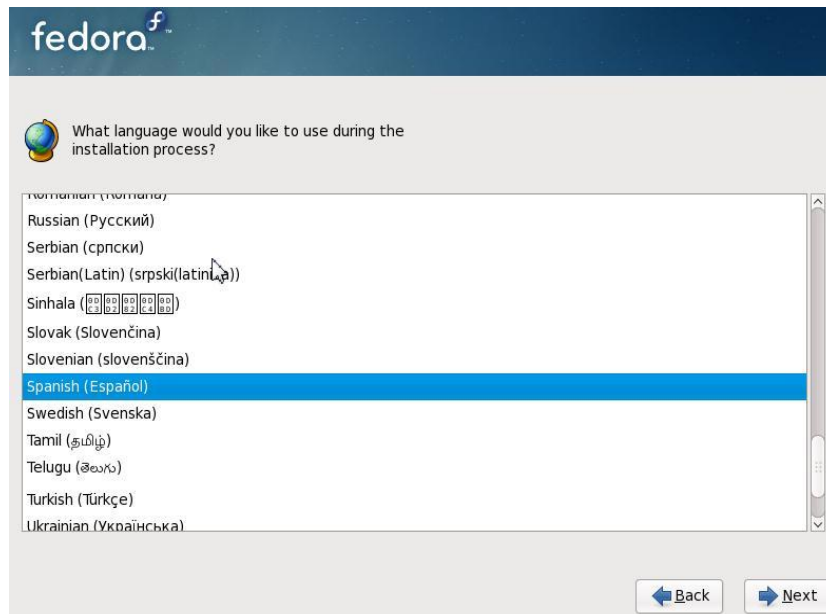 fedora
What language would you like to use during the
installation process?
Romanian (Română)
Russian (Русский)
Serbian (српски)
Serbian(Latin) (srpski(latinica))
Sinhala (෴)
Slovak (Slovenčina)
Slovenian (slovenščina)
Spanish (Español)
Swedish (Svenska)
Tamil (தமிழ்)
Telugu (తెలుగు)
Turkish (Türkçe)
Ukrainian (Українська)
Back
Next